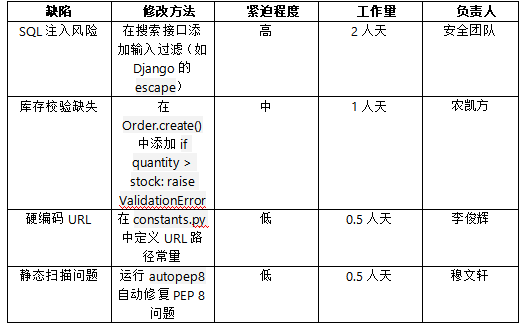 缺陷 修改方法 紧迫程度 工作量 负责人
SQL 注入风险 在搜索接口添 高 2 人天 安全团队
加输入过滤（如
Django 的
escape）
库存校验缺失 在 中 1 人天 农凯方
Order.create()
中添加 if
quantity >
stock: raise
ValidationError
硬编码 URL 在 constants.py 低 0.5 人天 李俊辉
中定义 URL 路
径常量
静态扫描问题 运行 autopep8 低 0.5 人天 穆文轩
自动修复 PEP 8
问题